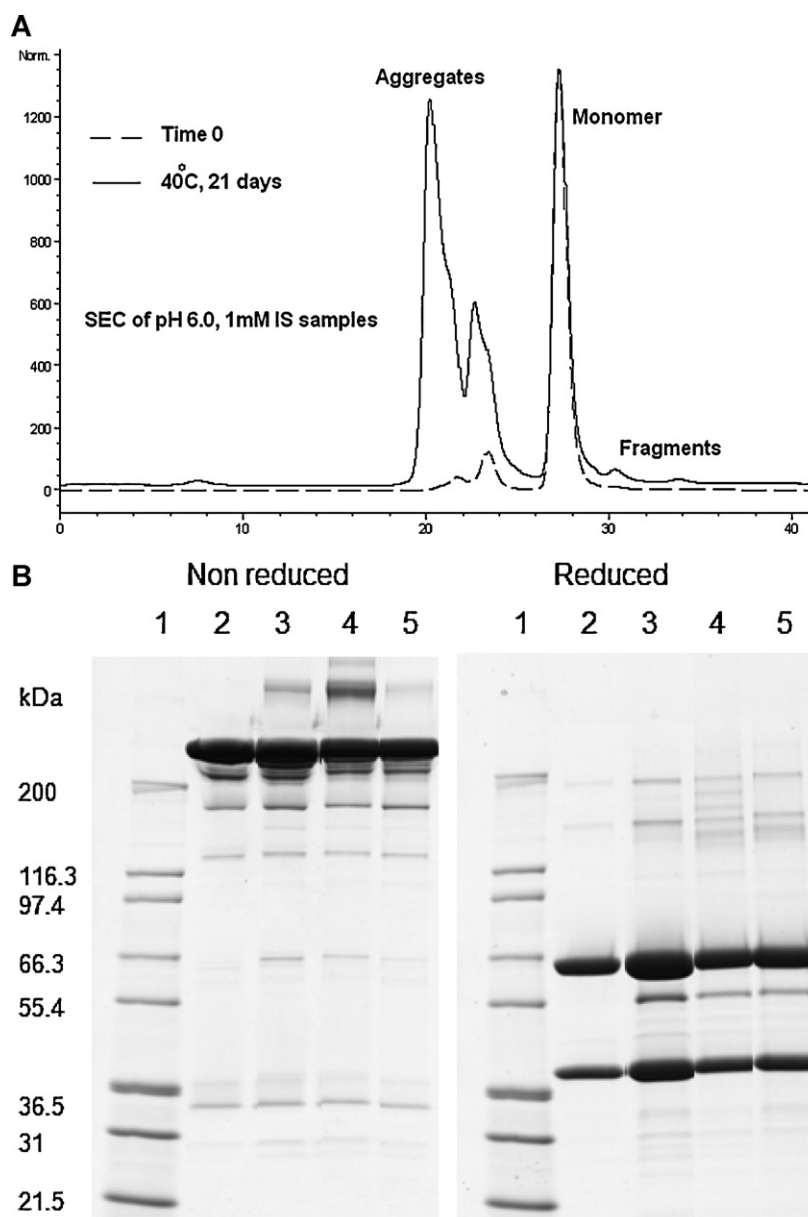 A
Norm.
Aggregates
Monomer
Time 0
40°C, 21 days
1200
1000
800
600
400
200
0
SEC of pH 6.0, 1mM IS samples
Fragments
0 10 20 30 40
B
Non reduced Reduced
1 2 3 4 5 1 2 3 4 5
kDa
200
116.3
97.4
66.3
55.4
36.5
31
21.5